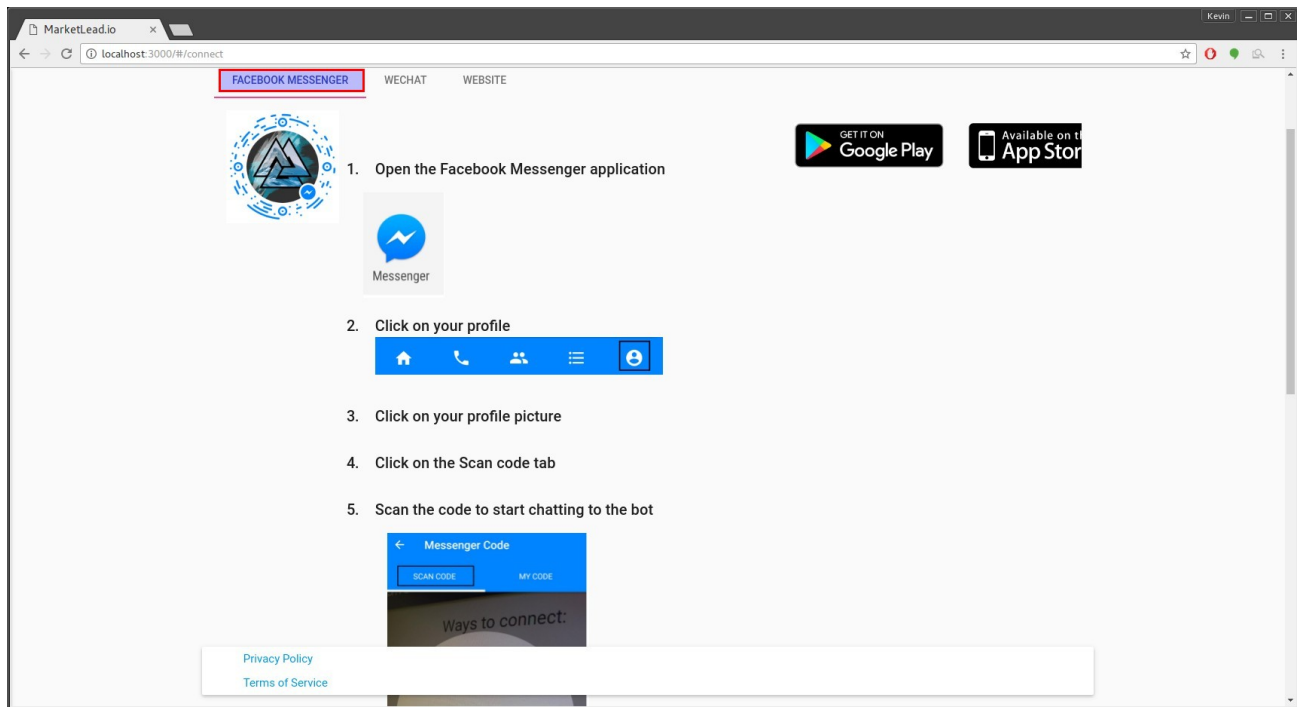 MarketLead.io
Kevin
localhost:3000/#/connect
FACEBOOK MESSENGER
WECHAT
WEBSITE
GET IT ON
Google Play
Available on t
App Stor
1. Open the Facebook Messenger application
Messenger
2. Click on your profile
3. Click on your profile picture
4. Click on the Scan code tab
5. Scan the code to start chatting to the bot
Messenger Code
SCAN CODE
MY CODE
Ways to connect:
Privacy Policy
Terms of Service